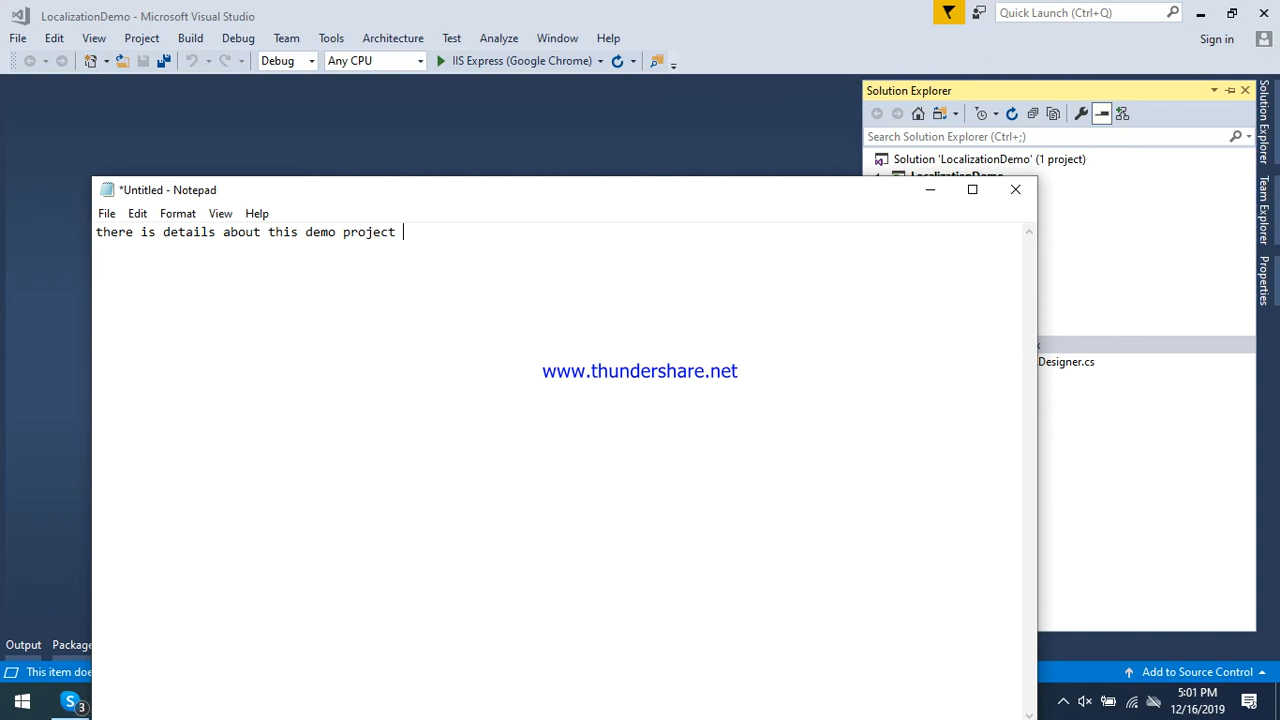 LocalizationDemo - Microsoft Visual Studio
Quick Launch (Ctrl+Q)
File Edit View Project Build Debug Team Tools Architecture Test Analyze Window Help
Sign in
Debug Any CPU IIS Express (Google Chrome)
Solution Explorer
Search Solution Explorer (Ctrl+;)
Solution 'LocalizationDemo' (1 project)
LocalizationDemo
*Untitled - Notepad
File Edit Format View Help
there is details about this demo project
www.thundershare.net
Designer.cs
Solution Explorer
Team Explorer
Properties
Output Package
This item doe
Add to Source Control
S 3
5:01 PM
12/16/2019